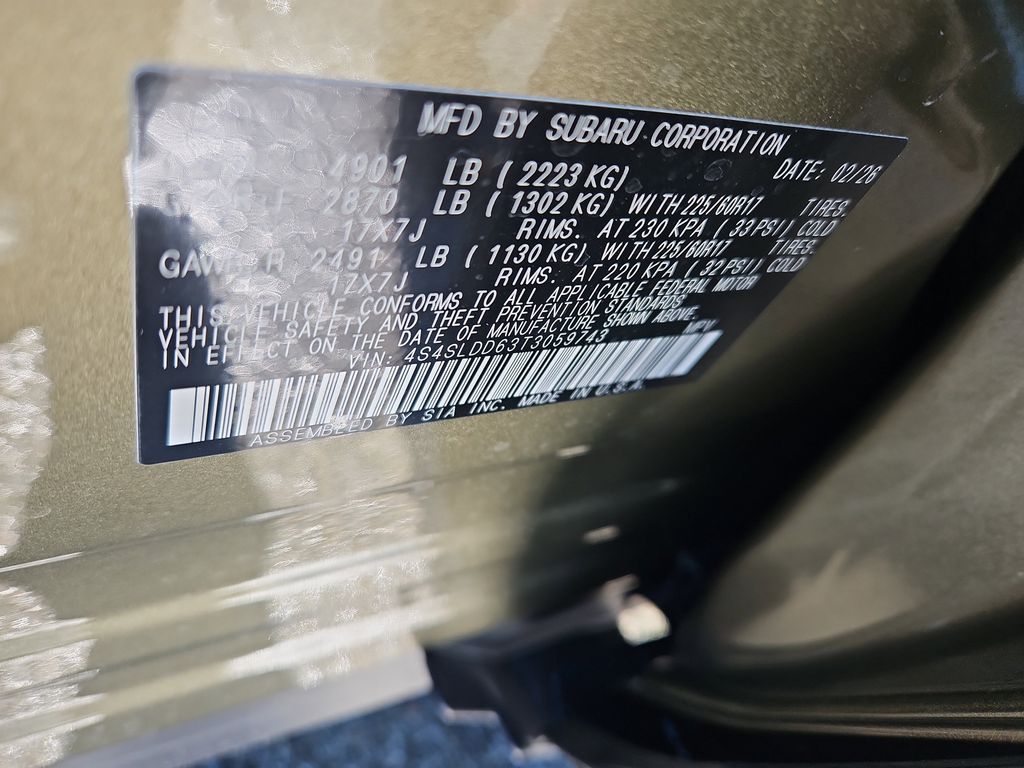 MFD BY SUBARU CORPORATION
DATE: 02/26
4901 LB ( 2223 KG)
2870 LB ( 1302 KG) WITH 225/60R17 TIRES.
17X7J RIMS. AT 230 KPA ( 33 PSI) COLD
GAWR R 2491 LB ( 1130 KG) WITH 225/60R17 TIRES.
17X7J RIMS. AT 220 KPA ( 32 PSI) COLD
THIS VEHICLE CONFORMS TO ALL APPLICABLE FEDERAL MOTOR
VEHICLE SAFETY AND THEFT PREVENTION STANDARDS
IN EFFECT ON THE DATE OF MANUFACTURE SHOWN ABOVE.
VIN: 4S4SLDD63T3059743 MPV
ASSEMBLED BY SIA INC. MADE IN U.S.A.